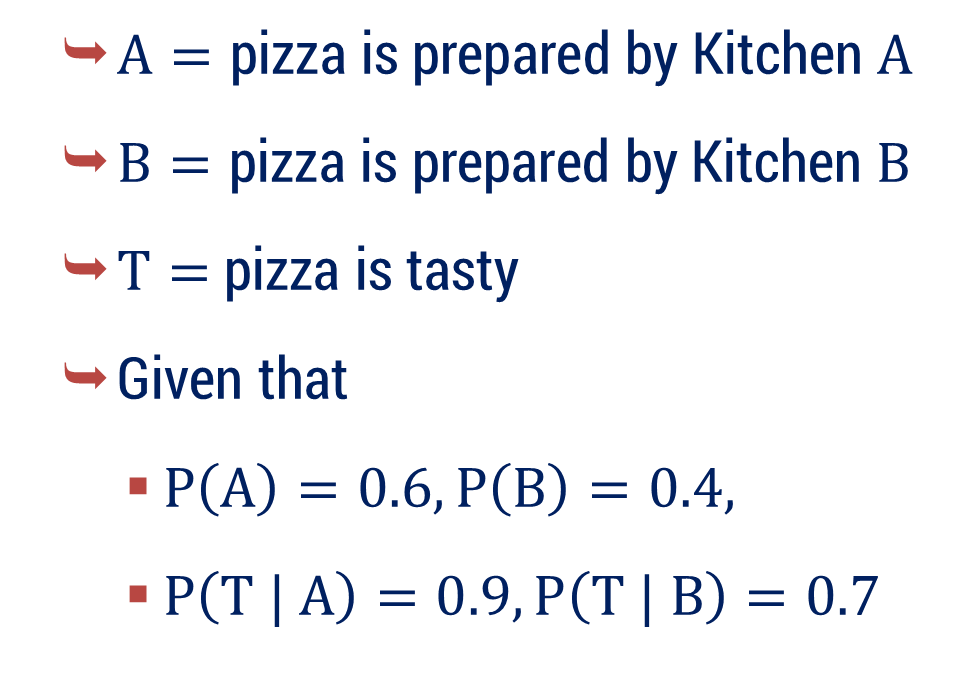 A = pizza is prepared by Kitchen A
B = pizza is prepared by Kitchen B
T = pizza is tasty
Given that
P(A) = 0.6, P(B) = 0.4,
P(T | A) = 0.9, P(T | B) = 0.7